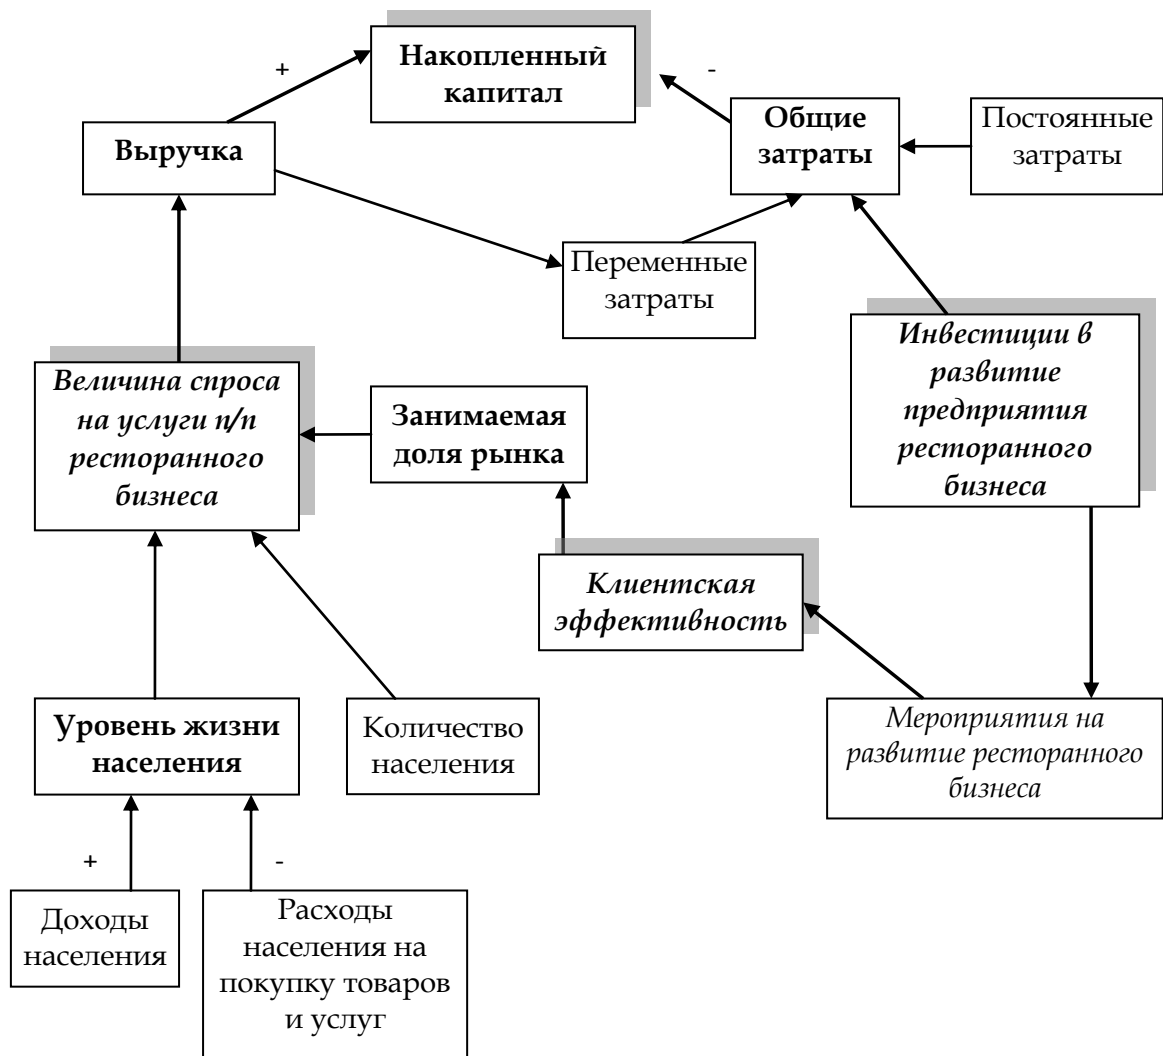 +
Накопленный
капитал
-
Общие
затраты
Постоянные
затраты
Выручка
Переменные
затраты
Инвестиции в
развитие
предприятия
ресторанного
бизнеса
Величина спроса
на услуги п/п
ресторанного
бизнеса
Занимаемая
доля рынка
Клиентская
эффективность
Уровень жизни
населения
Количество
населения
Мероприятия на
развитие ресторанного
бизнеса
+
-
Доходы
населения
Расходы
населения на
покупку товаров
и услуг